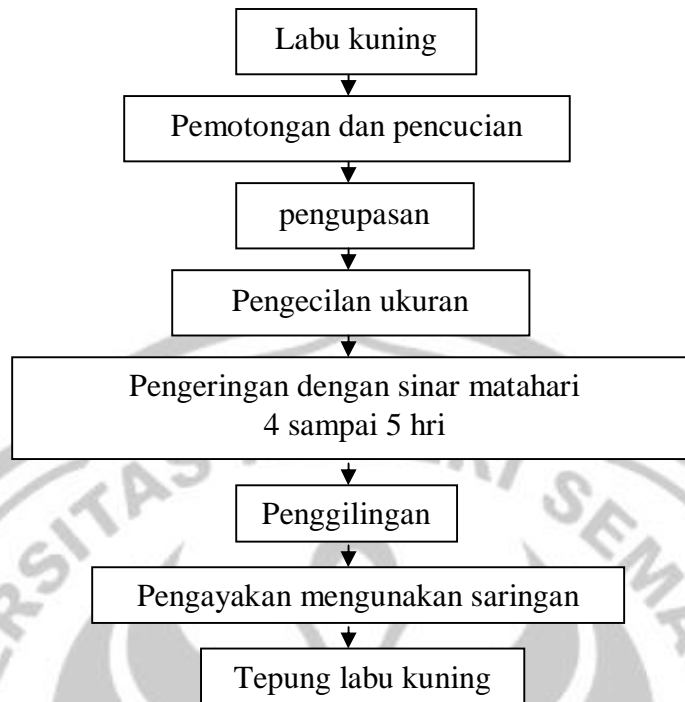 Labu kuning
Pemotongan dan pencucian
pengupasan
Pengecilan ukuran
Pengeringan dengan sinar matahari
4 sampai 5 hri
Penggilingan
Pengayakan mengunakan saringan
Tepung labu kuning